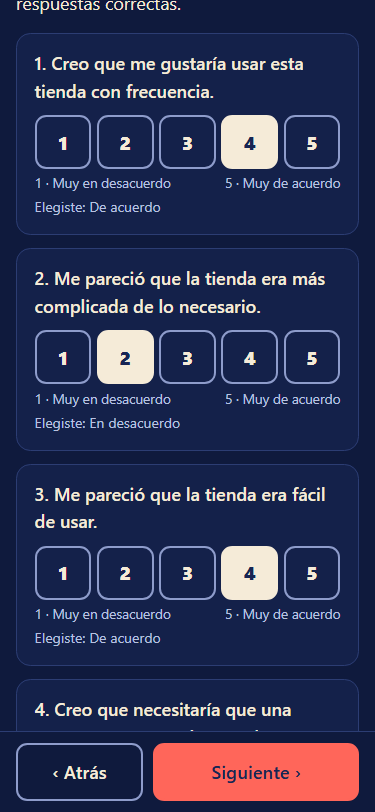 respuestas correctas.
1. Creo que me gustaría usar esta
tienda con frecuencia.
1 2 3 4 5
1 · Muy en desacuerdo 5 · Muy de acuerdo
Elegiste: De acuerdo
2. Me pareció que la tienda era más
complicada de lo necesario.
1 2 3 4 5
1 · Muy en desacuerdo 5 · Muy de acuerdo
Elegiste: En desacuerdo
3. Me pareció que la tienda era fácil
de usar.
1 2 3 4 5
1 · Muy en desacuerdo 5 · Muy de acuerdo
Elegiste: De acuerdo
4. Creo que necesitaría que una
‹ Atrás Siguiente ›